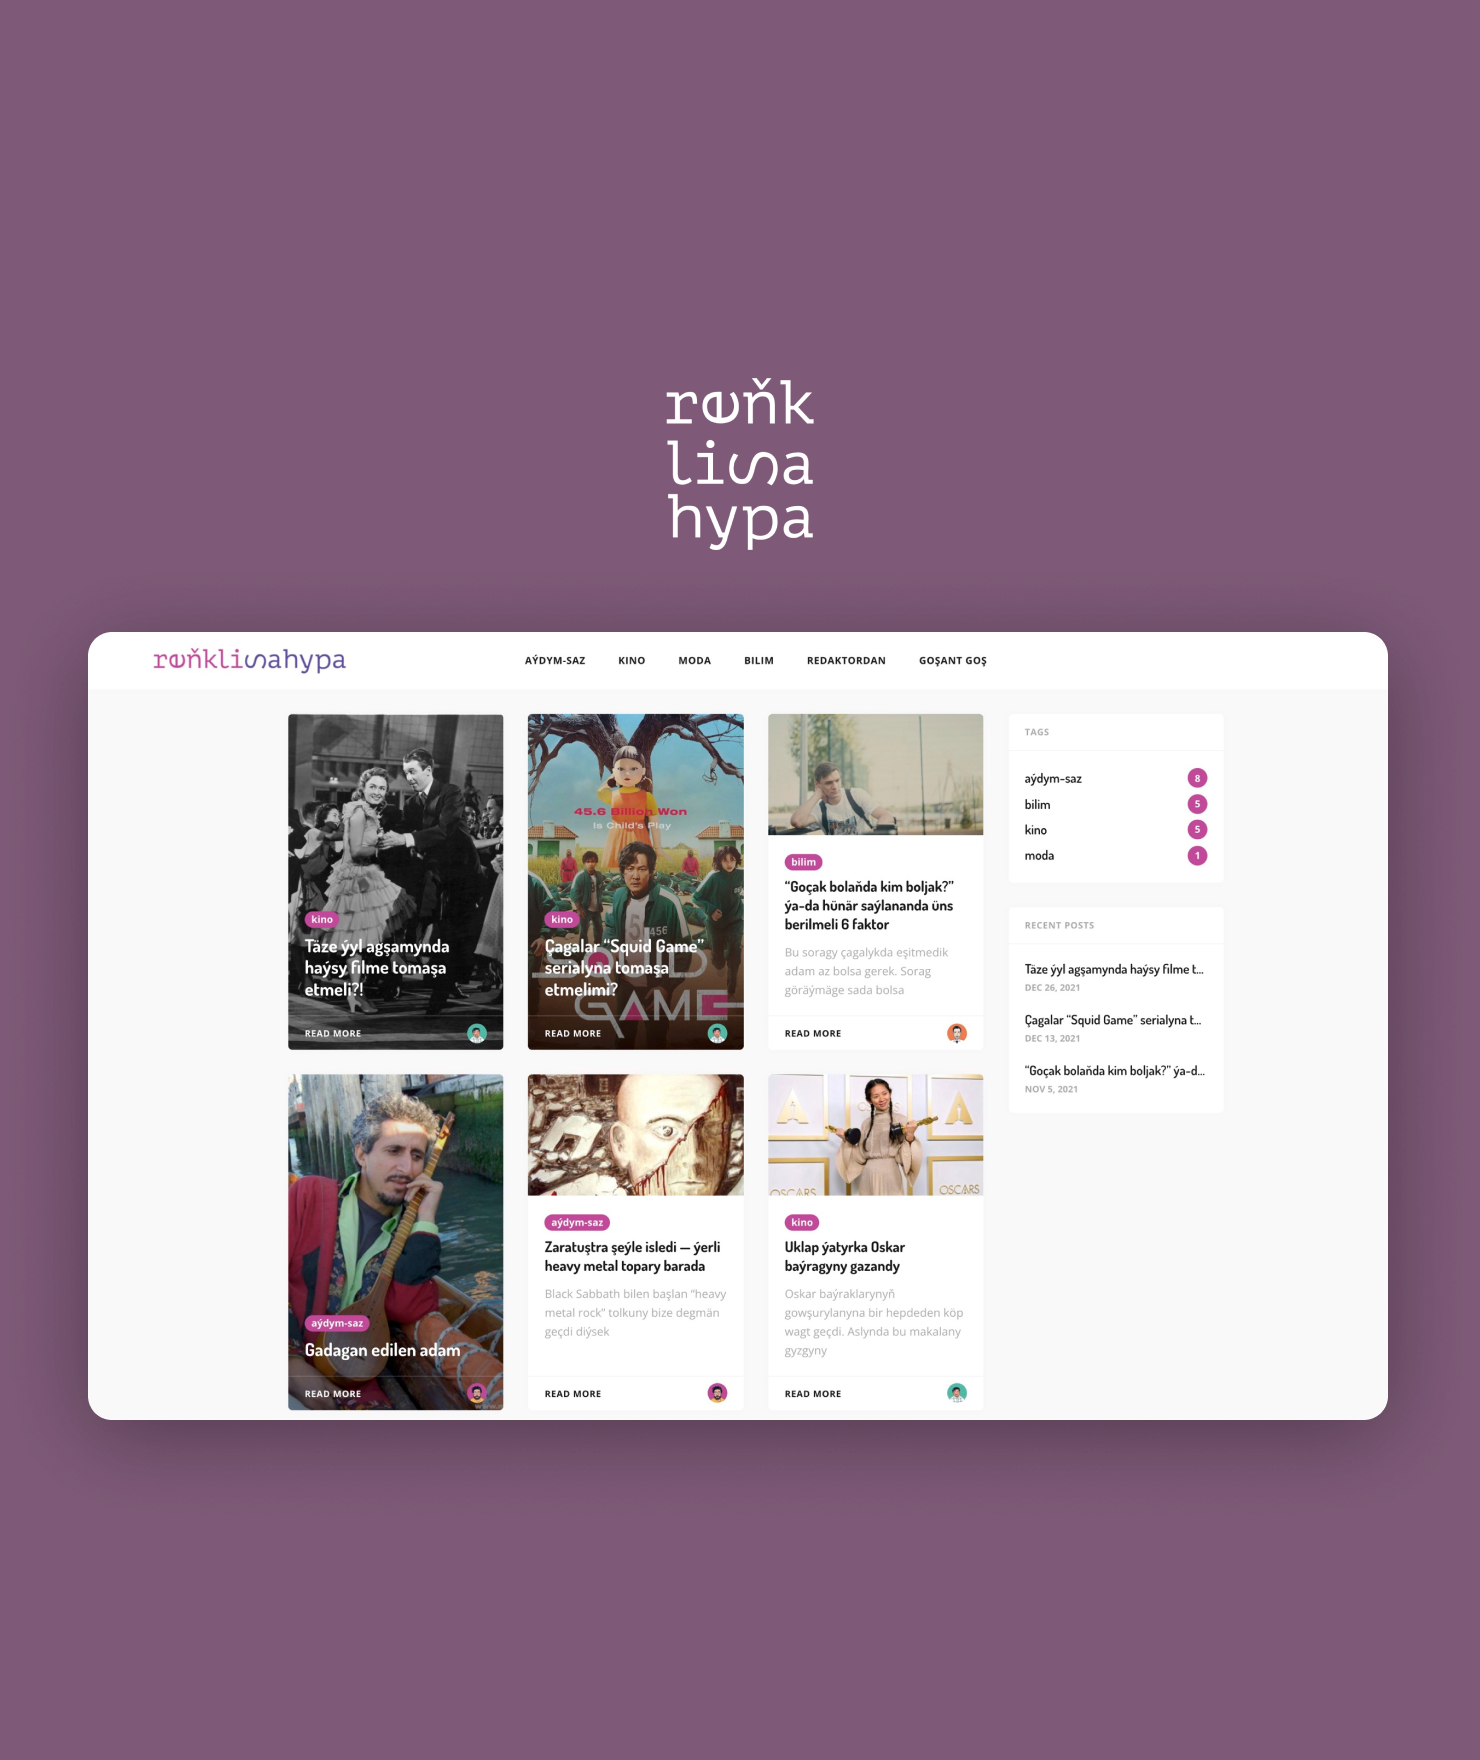 reňk
lisa
hypa
reňklisahypa
AÝDYM-SAZ KINO MODA BILIM REDAKTORDAN GOŞANT GOŞ
kino
Täze ýyl agşamynda
haýsy filme tomaşa
etmeli?!
READ MORE
45.6 Billion Won
Is Child's Play
456
SQUID
GAME
kino
Çagalar “Squid Game”
serialyna tomaşa
etmelimi?
READ MORE
bilim
“Goçak bolaňda kim boljak?”
ýa-da hünär saýlananda üns
berilmeli 6 faktor
Bu soragy çagalykda eşitmedik
adam az bolsa gerek. Sorag
göräýmäge sada bolsa
READ MORE
TAGS
aýdym-saz 8
bilim 5
kino 5
moda 1
RECENT POSTS
Täze ýyl agşamynda haýsy filme t...
DEC 26, 2021
Çagalar “Squid Game” serialyna t...
DEC 13, 2021
“Goçak bolaňda kim boljak?” ýa-d...
NOV 5, 2021
aýdym-saz
Gadagan edilen adam
READ MORE
aýdym-saz
Zaratuştra şeýle isledi — ýerli
heavy metal topary barada
Black Sabbath bilen başlan “heavy
metal rock” tolkuny bize degmän
geçdi diýsek
READ MORE
OSCARS
OSCARS
kino
Uklap ýatyrka Oskar
baýragyny gazandy
Oskar baýraklarynyň
gowşurylanyna bir hepdeden köp
wagt geçdi. Aslynda bu makalany
gyzgyny
READ MORE